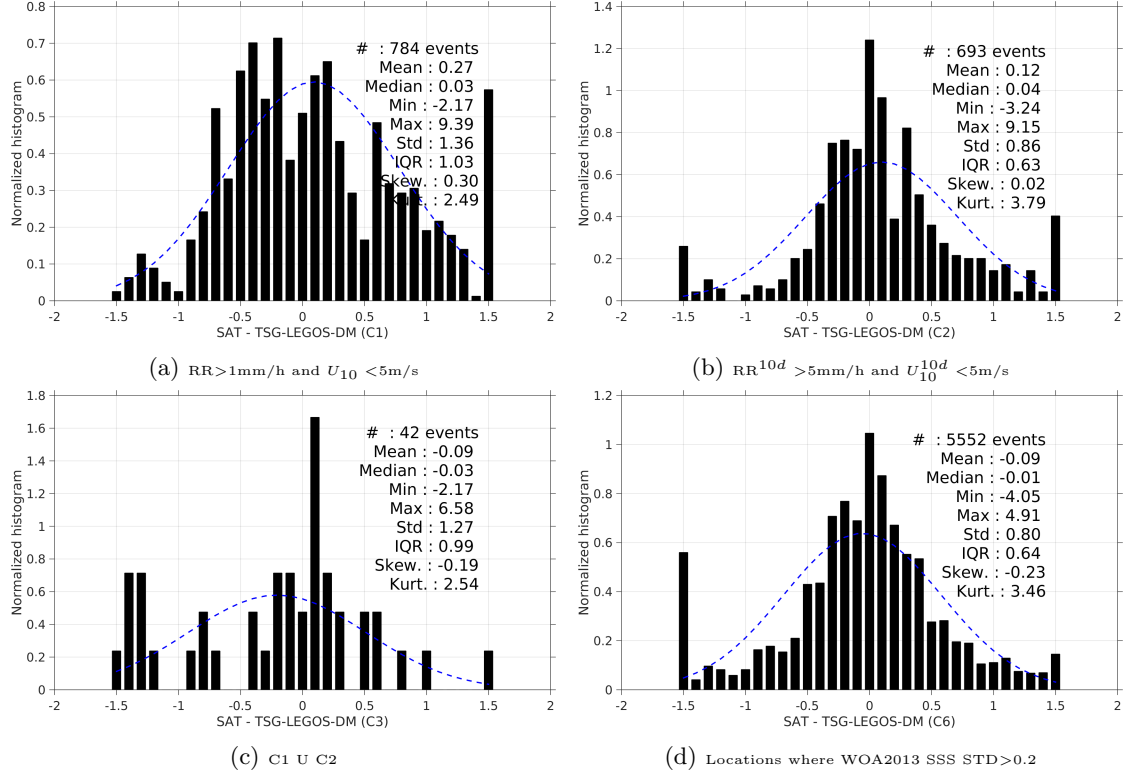 0.8
0.7
0.6
0.5
0.4
0.3
0.2
0.1
0
Normalized histogram
# : 784 events
Mean : 0.27
Median : 0.03
Min : -2.17
Max : 9.39
Std : 1.36
IQR : 1.03
Skew. : 0.30
Kurt. : 2.49
-2 -1.5 -1 -0.5 0 0.5 1 1.5 2
SAT - TSG-LEGOS-DM (C1)
(a) RR>1mm/h and U10 <5m/s
1.4
1.2
1
0.8
0.6
0.4
0.2
0
Normalized histogram
# : 693 events
Mean : 0.12
Median : 0.04
Min : -3.24
Max : 9.15
Std : 0.86
IQR : 0.63
Skew. : 0.02
Kurt. : 3.79
-2 -1.5 -1 -0.5 0 0.5 1 1.5 2
SAT - TSG-LEGOS-DM (C2)
(b) RR^10d >5mm/h and U10^10d <5m/s
1.8
1.6
1.4
1.2
1
0.8
0.6
0.4
0.2
0
Normalized histogram
# : 42 events
Mean : -0.09
Median : -0.03
Min : -2.17
Max : 6.58
Std : 1.27
IQR : 0.99
Skew. : -0.19
Kurt. : 2.54
-2 -1.5 -1 -0.5 0 0.5 1 1.5 2
SAT - TSG-LEGOS-DM (C3)
(c) C1 U C2
1.2
1
0.8
0.6
0.4
0.2
0
Normalized histogram
# : 5552 events
Mean : -0.09
Median : -0.01
Min : -4.05
Max : 4.91
Std : 0.80
IQR : 0.64
Skew. : -0.23
Kurt. : 3.46
-2 -1.5 -1 -0.5 0 0.5 1 1.5 2
SAT - TSG-LEGOS-DM (C6)
(d) Locations where WOA2013 SSS STD>0.2